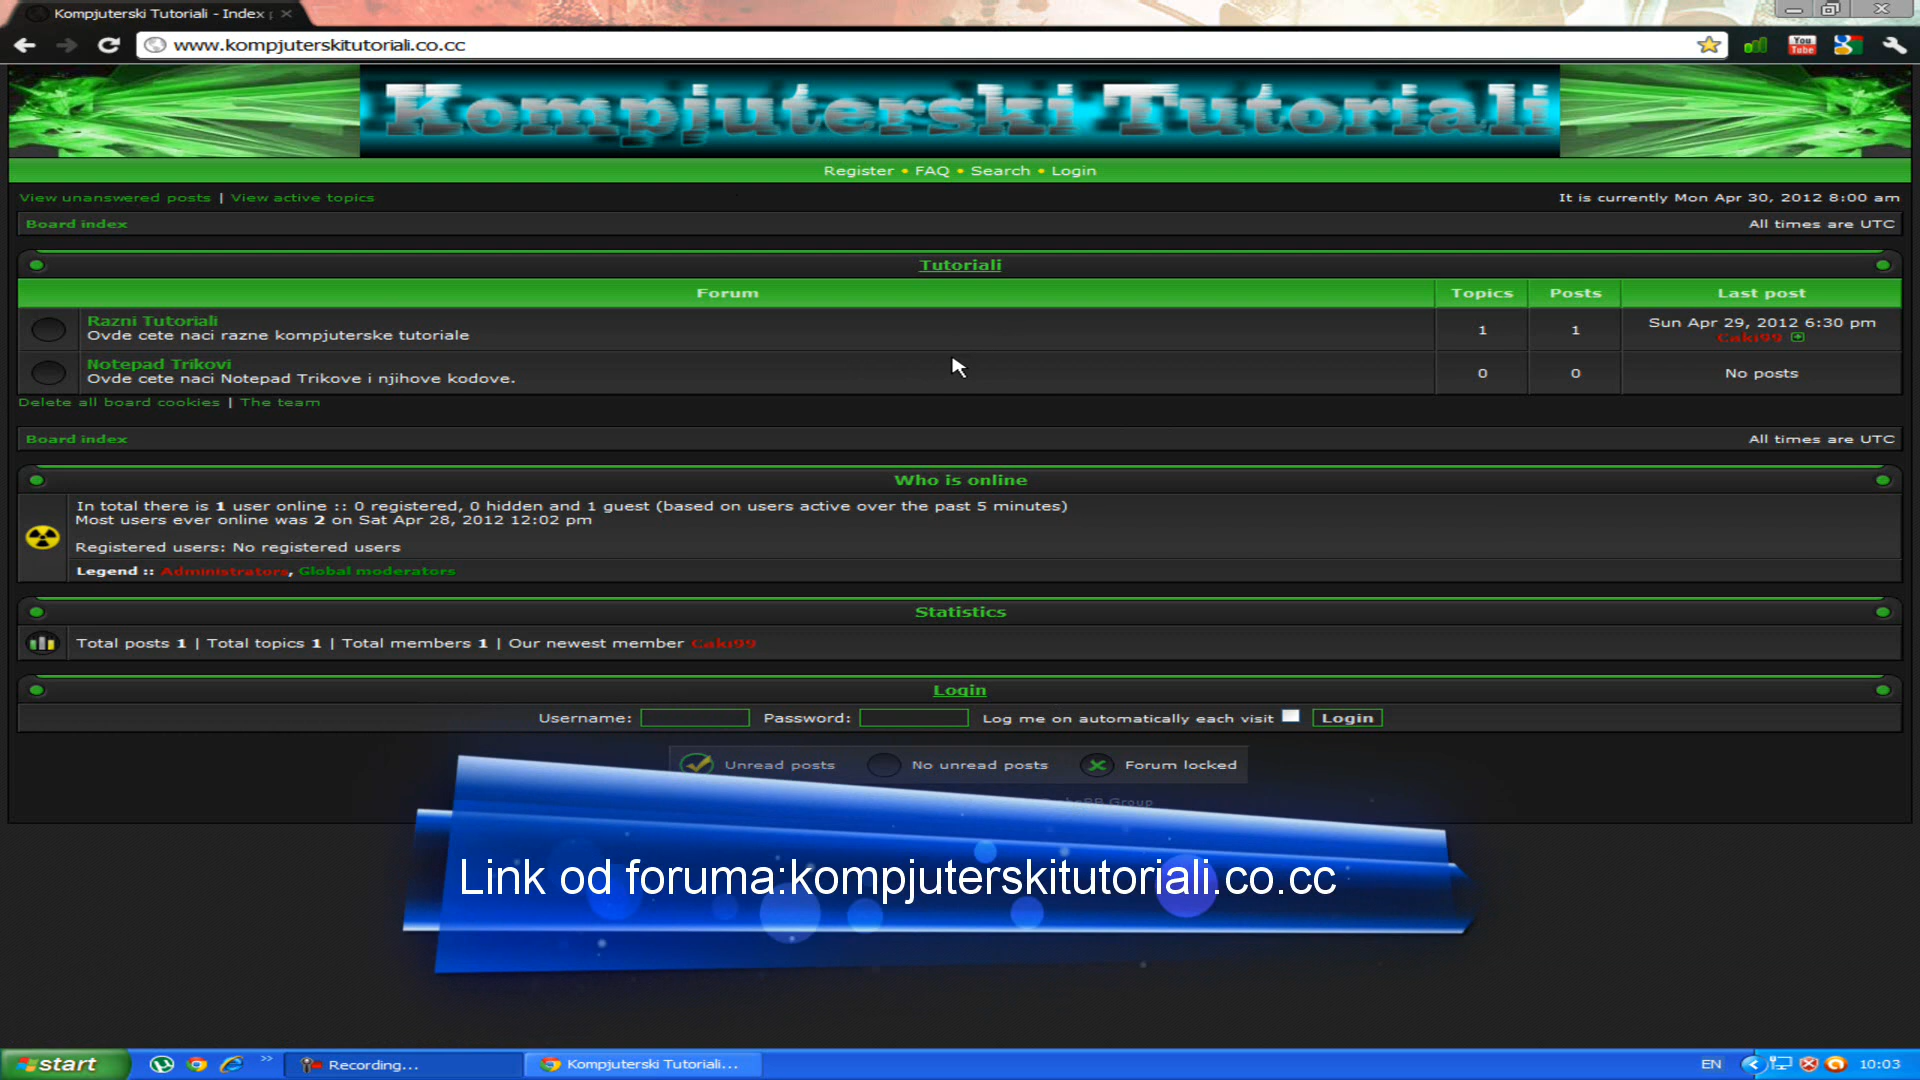 Kompjuterski Tutoriali - Index
www.kompjuterskitutoriali.co.cc
You Tube
Kompjuterski Tutoriali
Register • FAQ • Search • Login
View unanswered posts | View active topics
It is currently Mon Apr 30, 2012 8:00 am
Board index
All times are UTC
Tutoriali
Forum Topics Posts Last post
Razni Tutoriali
Ovde cete naci razne kompjuterske tutoriale
1 1
Sun Apr 29, 2012 6:30 pm
Caki99
Notepad Trikovi
Ovde cete naci Notepad Trikove i njihove kodove.
0 0 No posts
Delete all board cookies | The team
Board index
All times are UTC
Who is online
In total there is 1 user online :: 0 registered, 0 hidden and 1 guest (based on users active over the past 5 minutes)
Most users ever online was 2 on Sat Apr 28, 2012 12:02 pm
Registered users: No registered users
Legend :: Administrators, Global moderators
Statistics
Total posts 1 | Total topics 1 | Total members 1 | Our newest member Caki99
Login
Username: Password: Log me on automatically each visit Login
Unread posts No unread posts Forum locked
Group
Link od foruma:kompjuterskitutoriali.co.cc
start
Recording...
Kompjuterski Tutoriali...
EN
10:03